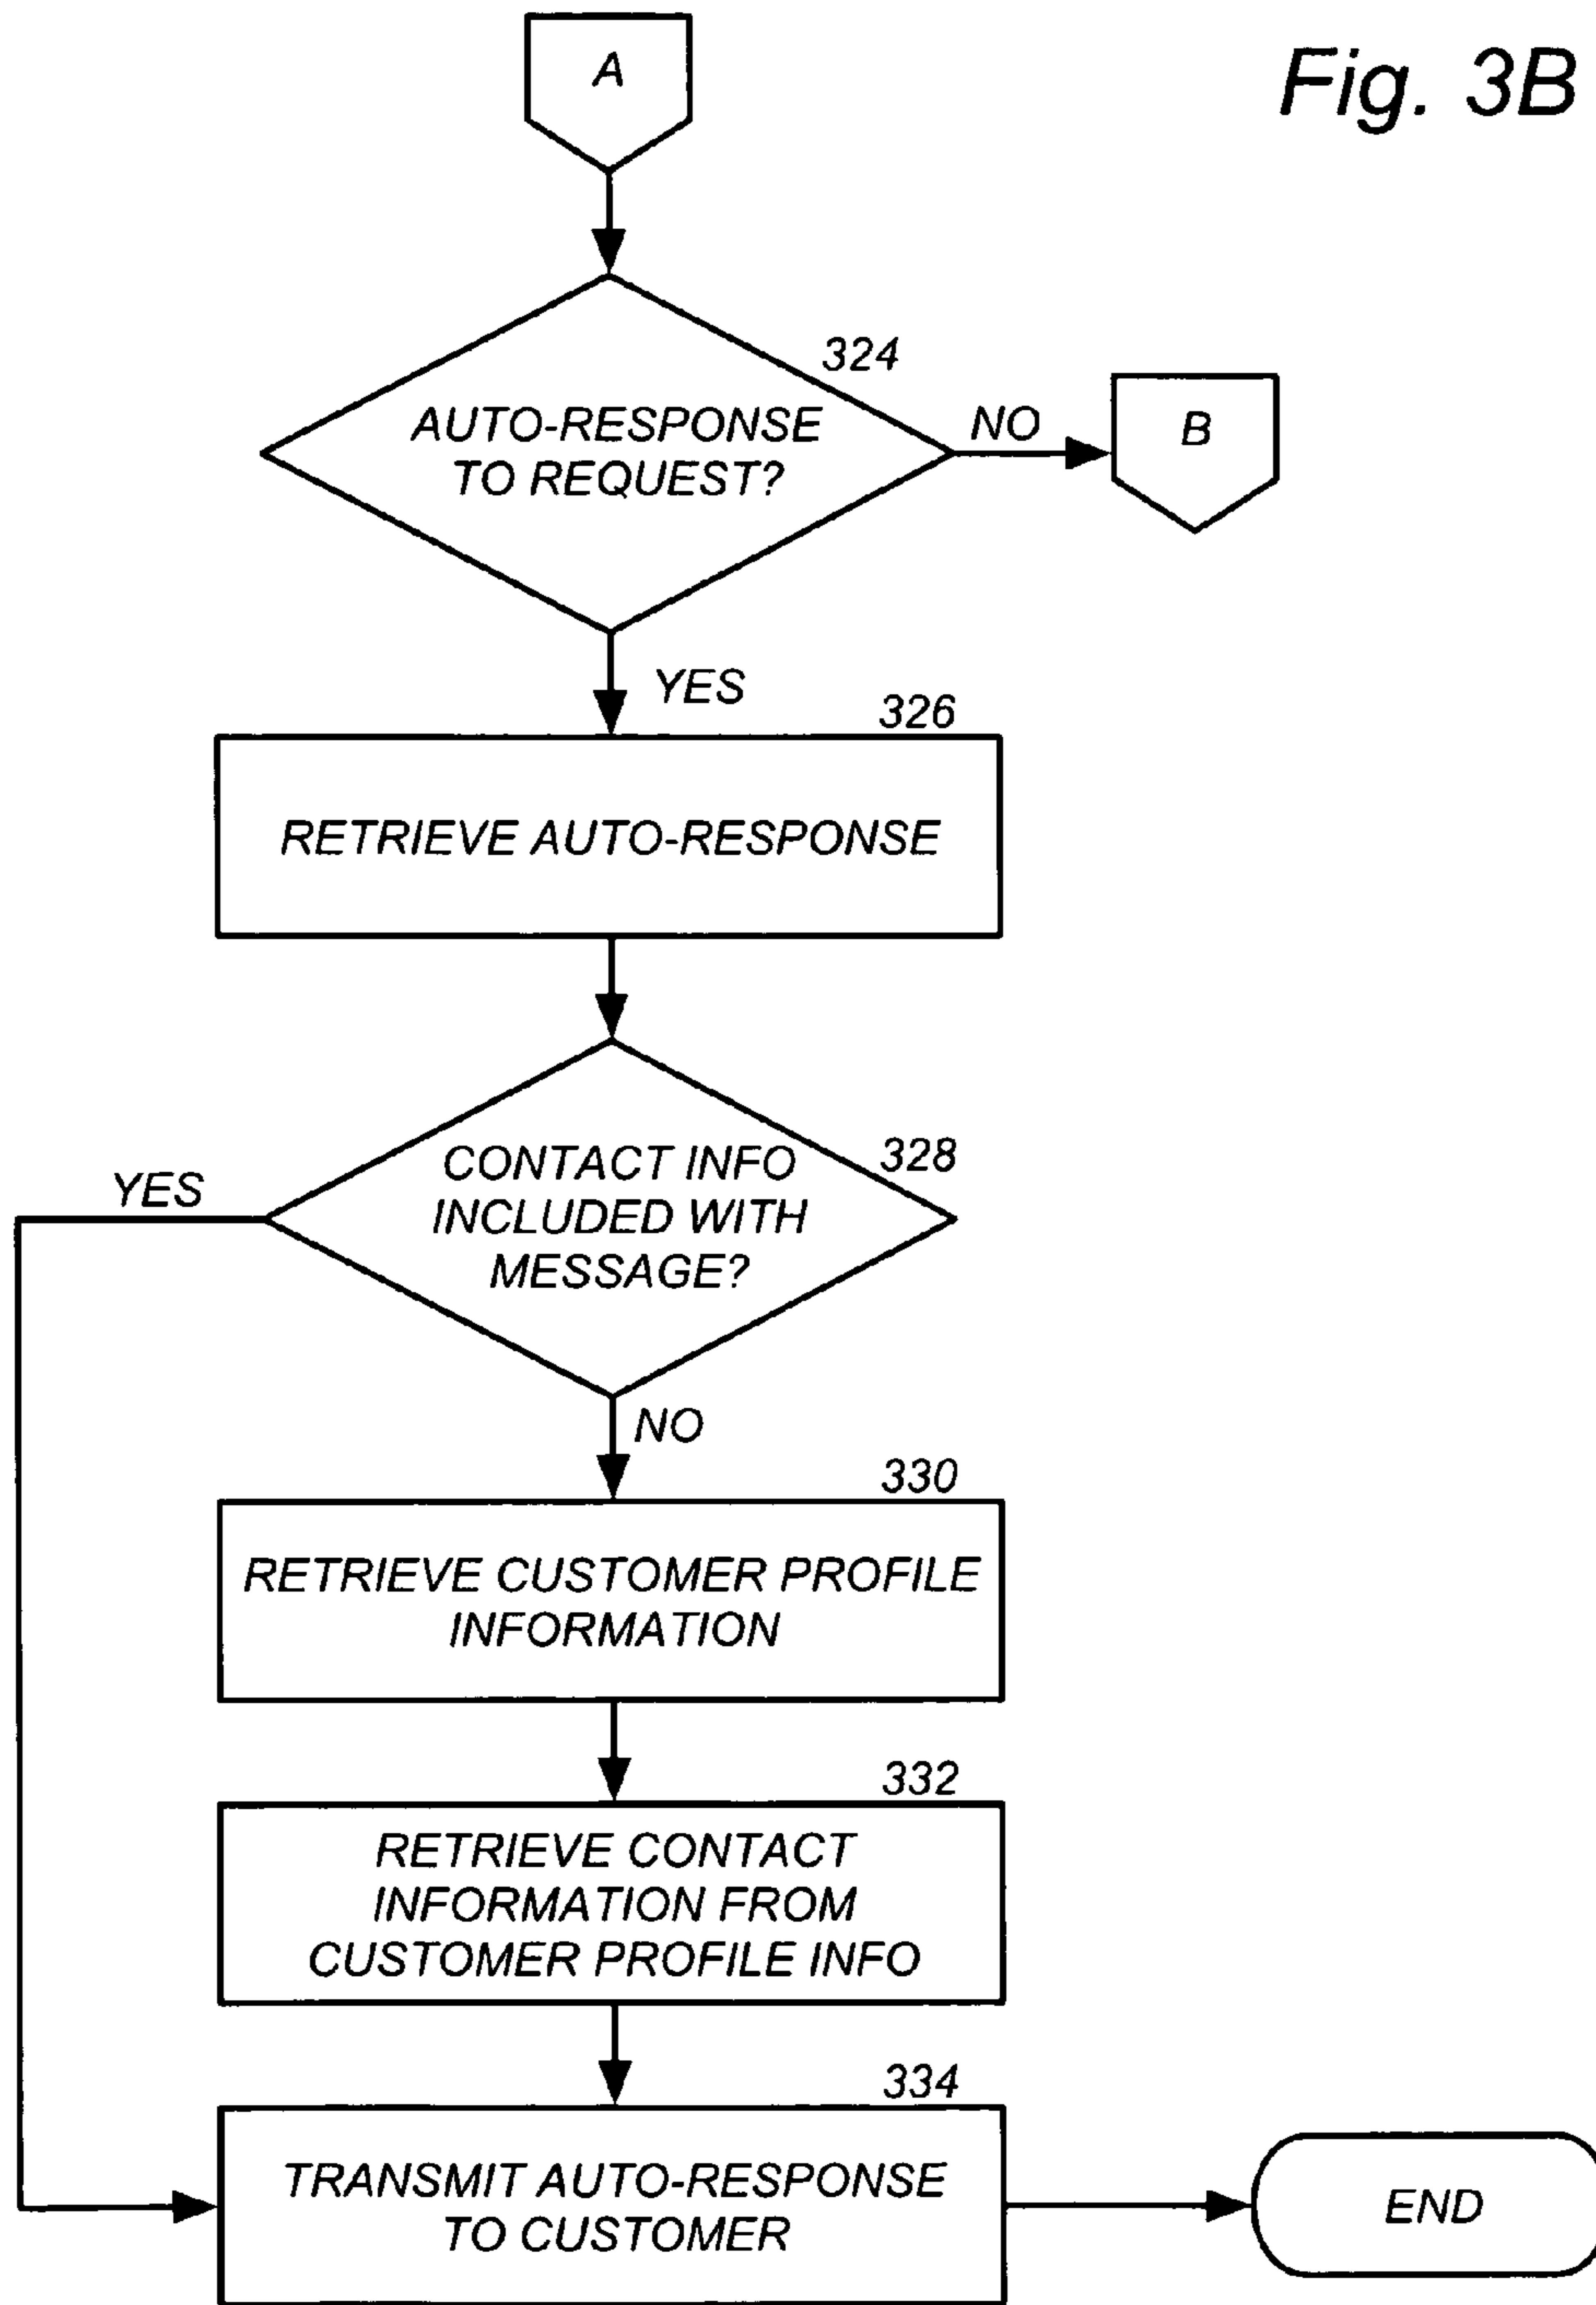 Fig. 3B
A
324
AUTO-RESPONSE
TO REQUEST?
NO
B
YES
326
RETRIEVE AUTO-RESPONSE
328
CONTACT INFO
INCLUDED WITH
MESSAGE?
YES
NO
330
RETRIEVE CUSTOMER PROFILE
INFORMATION
332
RETRIEVE CONTACT
INFORMATION FROM
CUSTOMER PROFILE INFO
334
TRANSMIT AUTO-RESPONSE
TO CUSTOMER
END